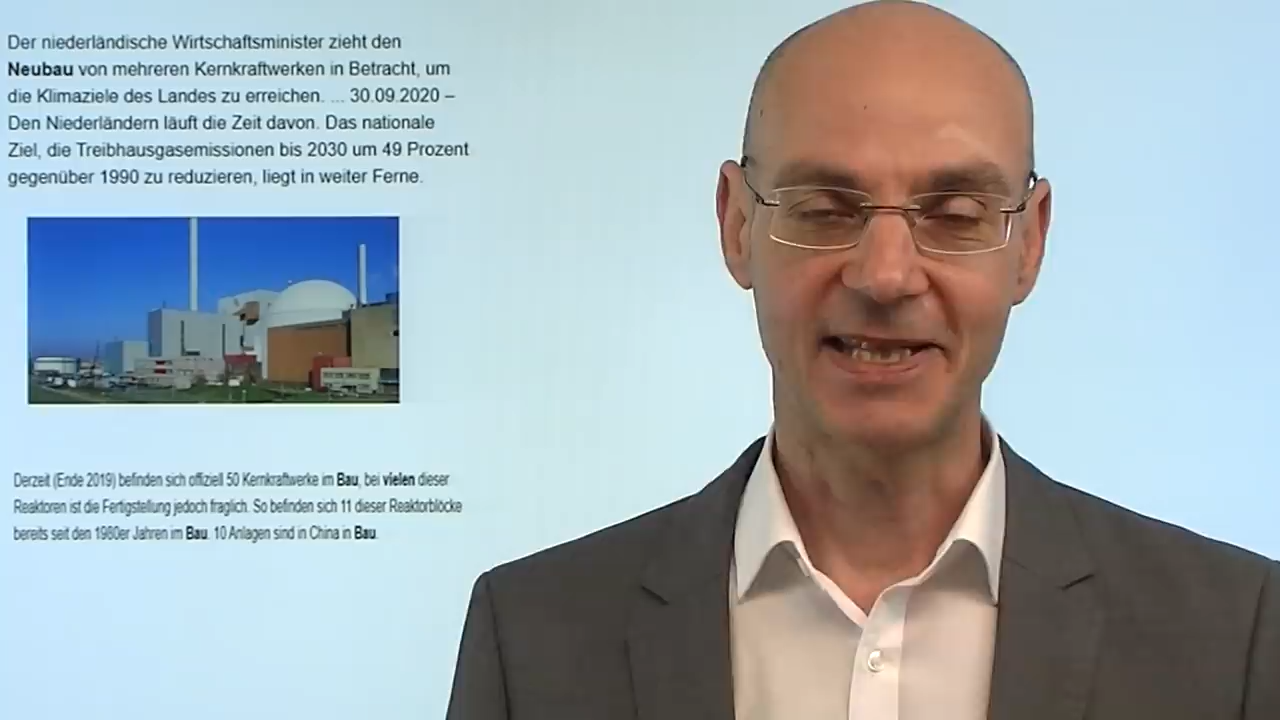 Der niederländische Wirtschaftsminister zieht den
Neubau von mehreren Kernkraftwerken in Betracht, um
die Klimaziele des Landes zu erreichen. ... 30.09.2020 –
Den Niederländern läuft die Zeit davon. Das nationale
Ziel, die Treibhausgasemissionen bis 2030 um 49 Prozent
gegenüber 1990 zu reduzieren, liegt in weiter Ferne.
Derzeit (Ende 2019) befinden sich offiziell 50 Kernkraftwerke im Bau, bei vielen dieser
Reaktoren ist die Fertigstellung jedoch fraglich. So befinden sich 11 dieser Reaktorblöcke
bereits seit den 1980er Jahren im Bau. 10 Anlagen sind in China in Bau.